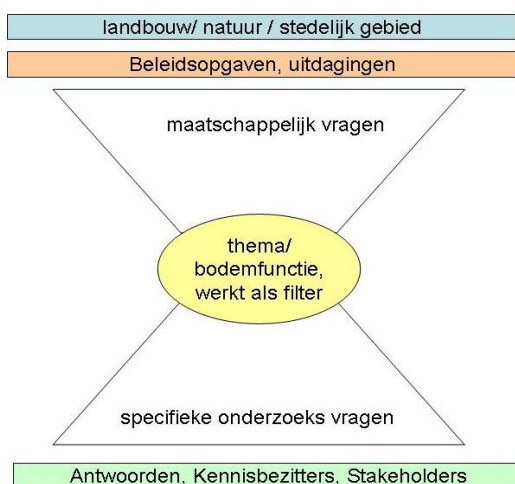 landbouw/ natuur / stedelijk gebied
Beleidsopgaven, uitdagingen
maatschappelijk vragen
thema/
bodemfunctie,
werkt als filter
specifieke onderzoeks vragen
Antwoorden, Kennisbezitters, Stakeholders